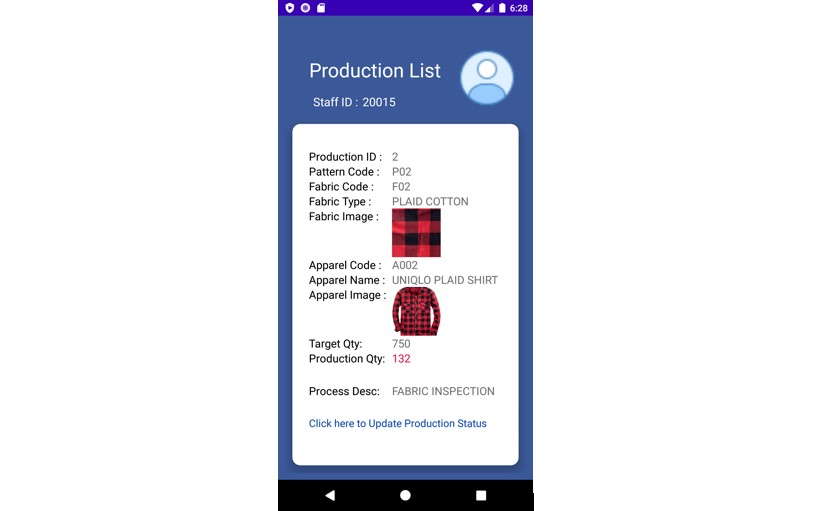 6:28
Production List
Staff ID : 20015
Production ID : 2
Pattern Code : P02
Fabric Code : F02
Fabric Type : PLAID COTTON
Fabric Image :
Apparel Code : A002
Apparel Name : UNIQLO PLAID SHIRT
Apparel Image :
Target Qty: 750
Production Qty: 132
Process Desc: FABRIC INSPECTION
Click here to Update Production Status